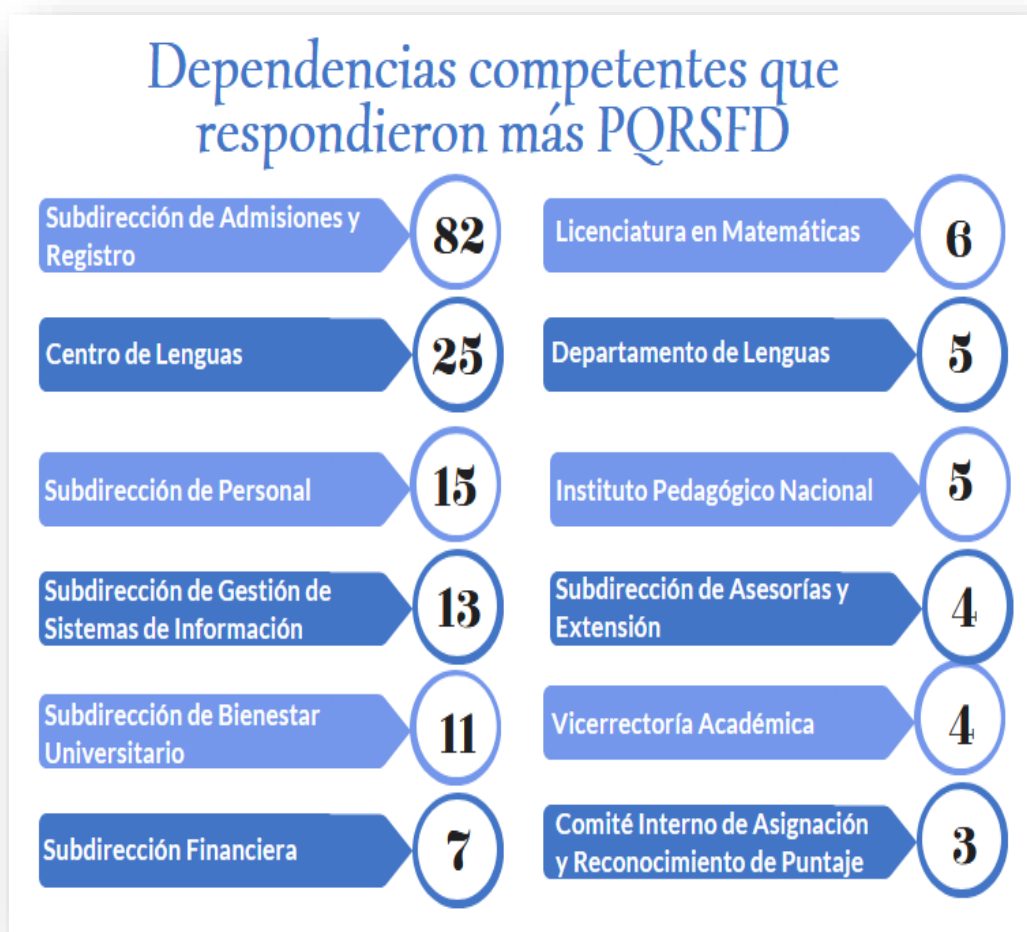 Dependencias competentes que
respondieron más PQRSFD
Subdirección de Admisiones y
Registro
82
Centro de Lenguas
25
Subdirección de Personal
15
Subdirección de Gestión de
Sistemas de Información
13
Subdirección de Bienestar
Universitario
11
Subdirección Financiera
7
Licenciatura en Matemáticas
6
Departamento de Lenguas
5
Instituto Pedagógico Nacional
5
Subdirección de Asesorías y
Extensión
4
Vicerrectoría Académica
4
Comité Interno de Asignación
y Reconocimiento de Puntaje
3